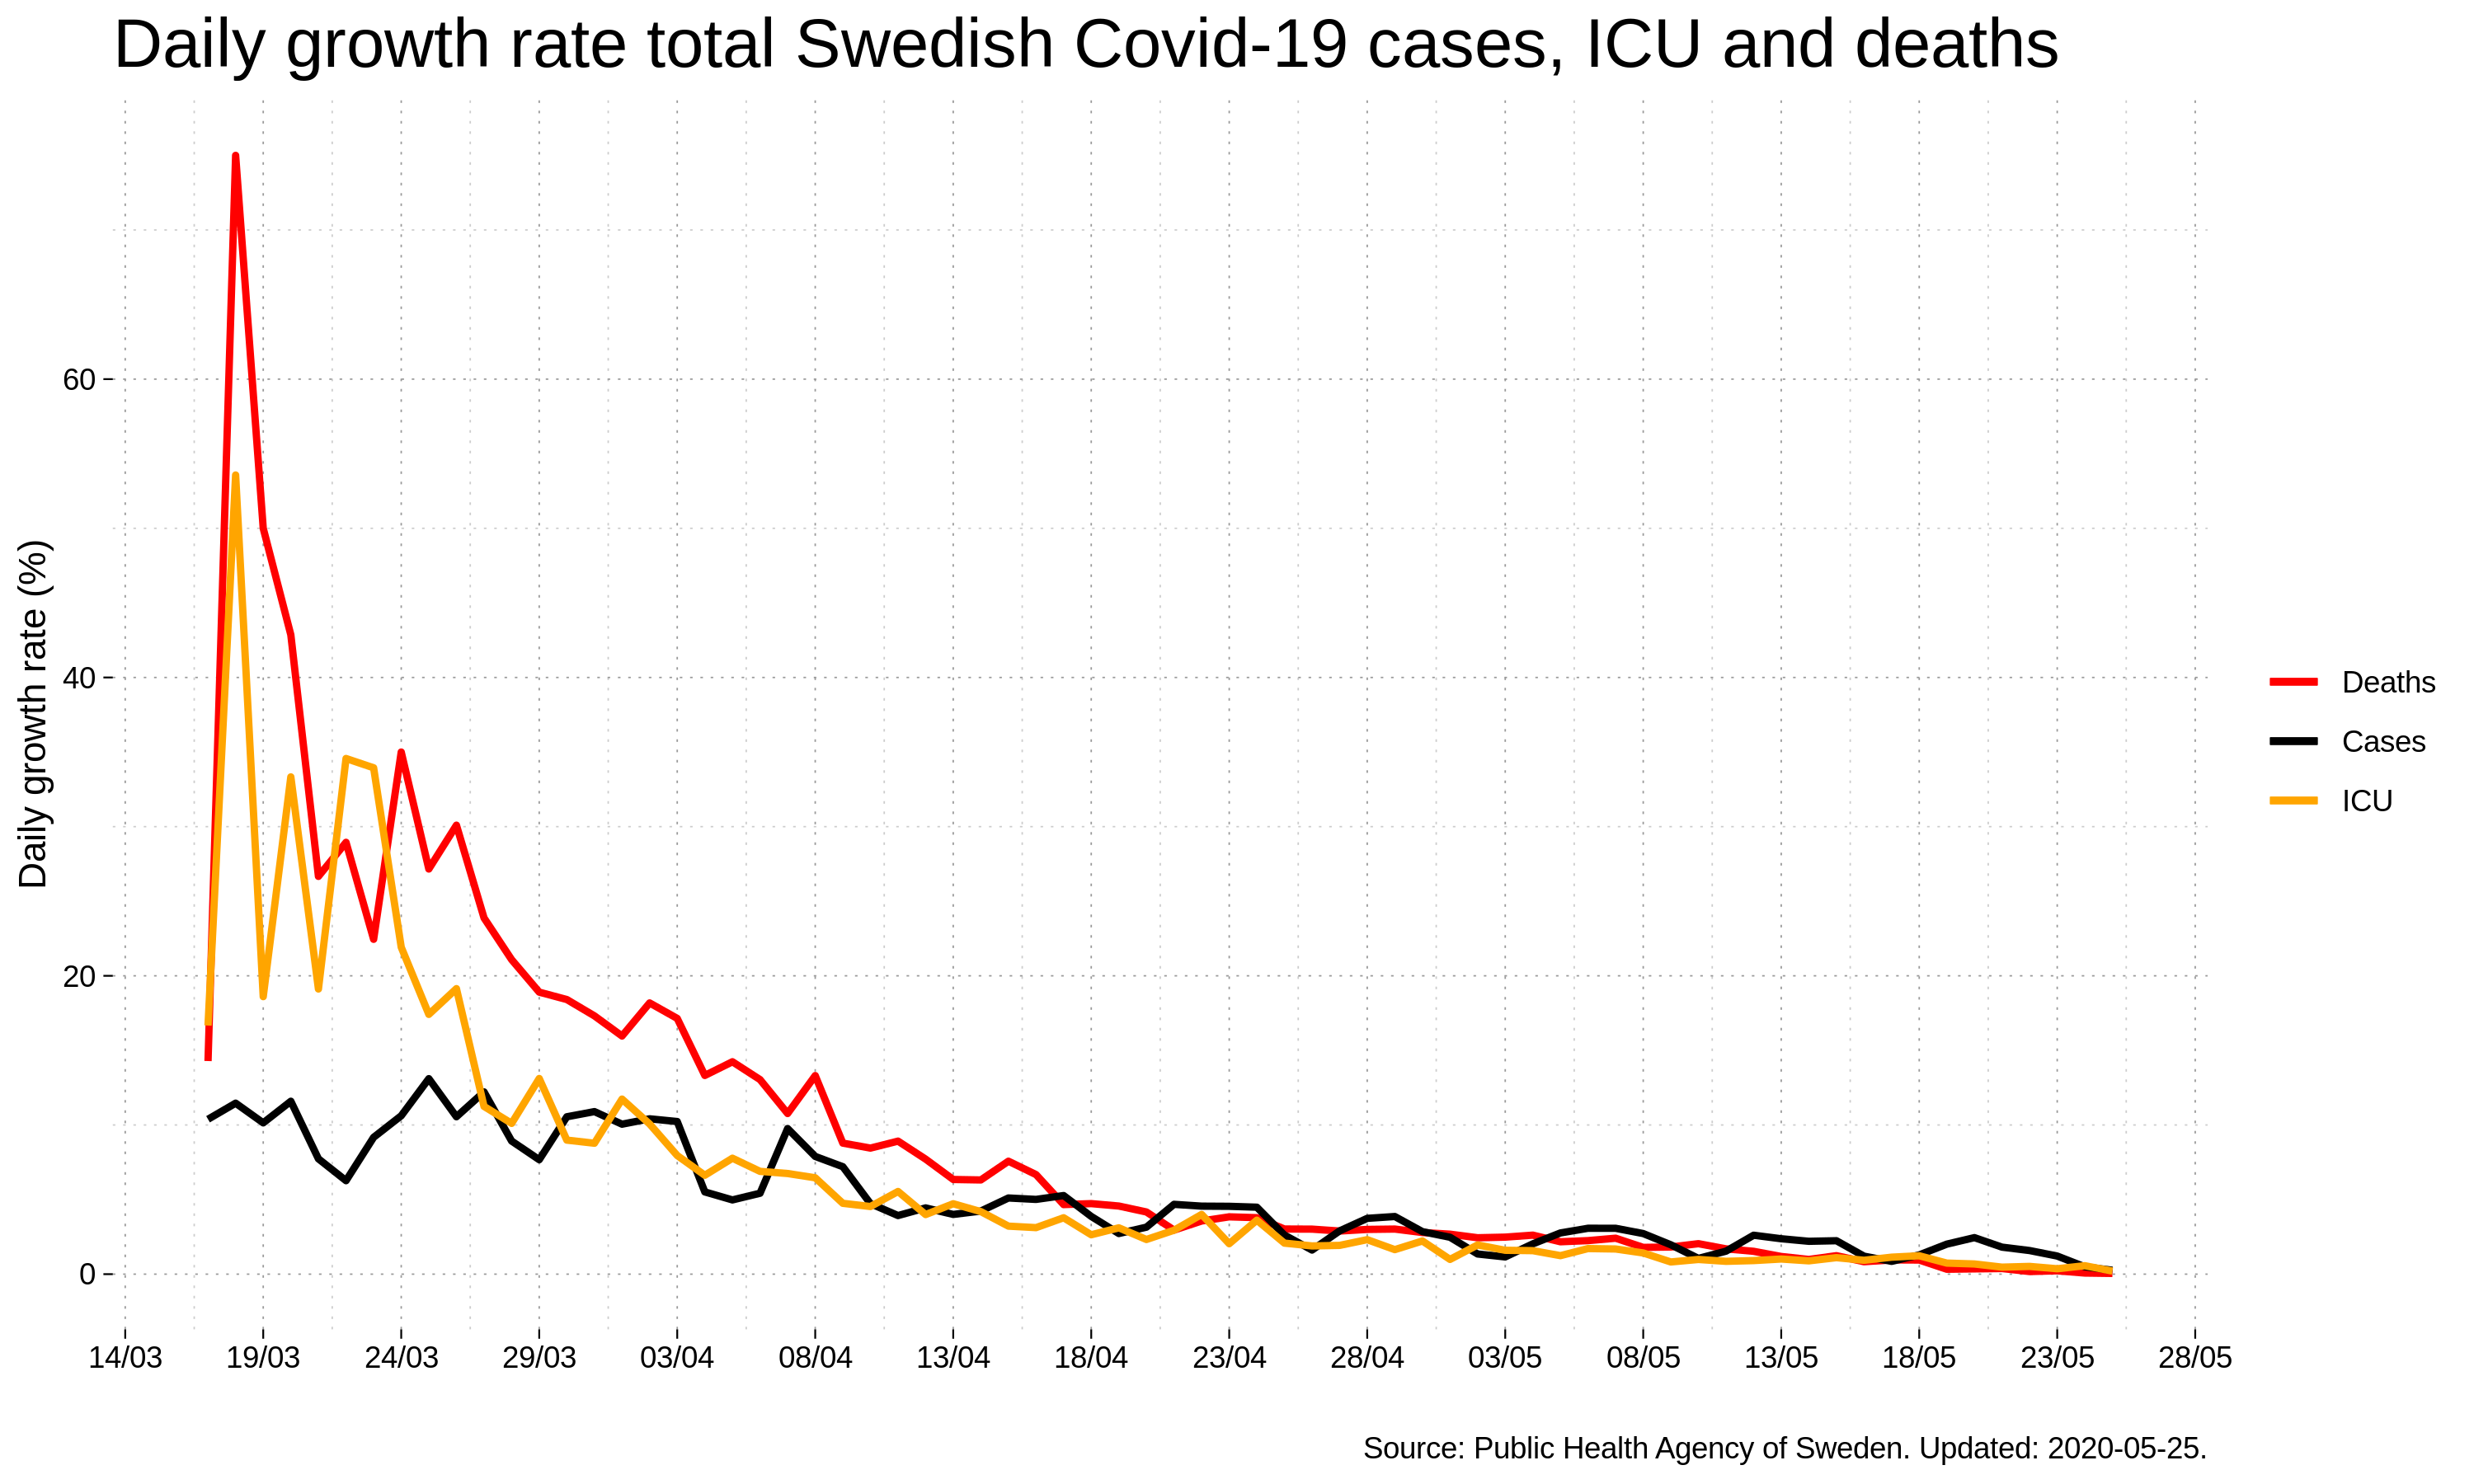 Daily growth rate total Swedish Covid-19 cases, ICU and deaths
Daily growth rate (%)
60
40
20
0
14/03 19/03 24/03 29/03 03/04 08/04 13/04 18/04 23/04 28/04 03/05 08/05 13/05 18/05 23/05 28/05
Deaths
Cases
ICU
Source: Public Health Agency of Sweden. Updated: 2020-05-25.